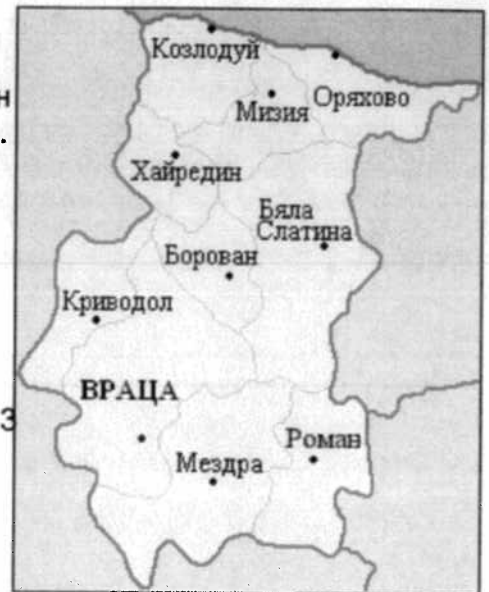 Козлодуй
н
Мизия
Оряхово
.
Хайредин
Бяла
Слатина
Борован
Криводол
ВРАЦА
З
Роман
Мездра